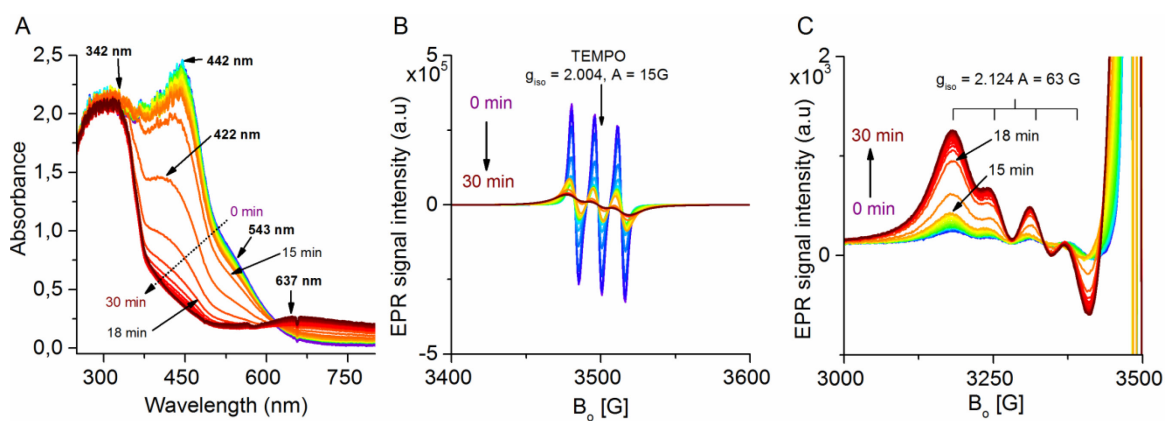 A
342 nm
442 nm
422 nm
0 min
543 nm
15 min
637 nm
30 min
18 min
2,5
2,0
1,5
1,0
0,5
0,0
Absorbance
300 450 600 750
Wavelength (nm)
B
x10⁵
TEMPO
g_iso = 2.004, A = 15G
0 min
30 min
5
0
-5
EPR signal intensity (a.u)
3400 3500 3600
B_o [G]
C
x10³
g_iso = 2.124 A = 63 G
30 min
18 min
15 min
0 min
2
0
EPR signal intensity (a.u)
3000 3250 3500
B_o [G]